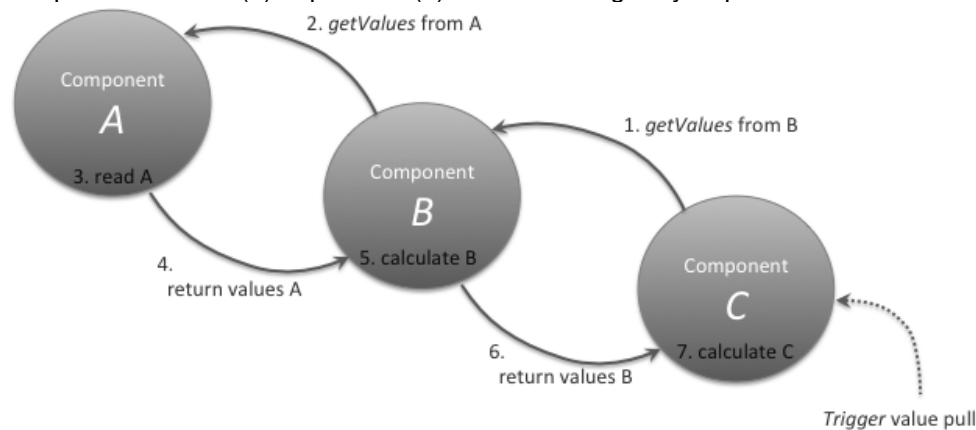 2. getValues from A
Component
A
3. read A
1. getValues from B
Component
B
4.
return values A
5. calculate B
Component
C
6.
return values B
7. calculate C
Trigger value pull